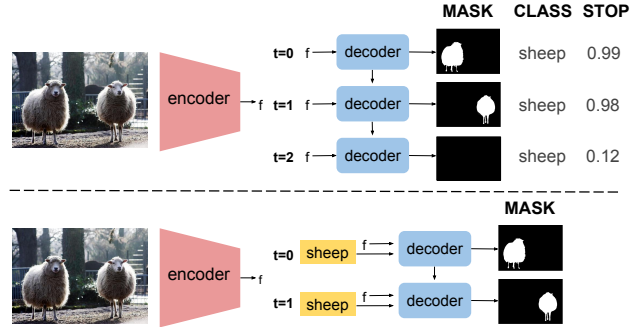 MASK CLASS STOP
t=0 f decoder sheep 0.99
encoder f t=1 f decoder sheep 0.98
t=2 f decoder sheep 0.12
MASK
t=0 sheep f decoder
encoder f
t=1 sheep f decoder